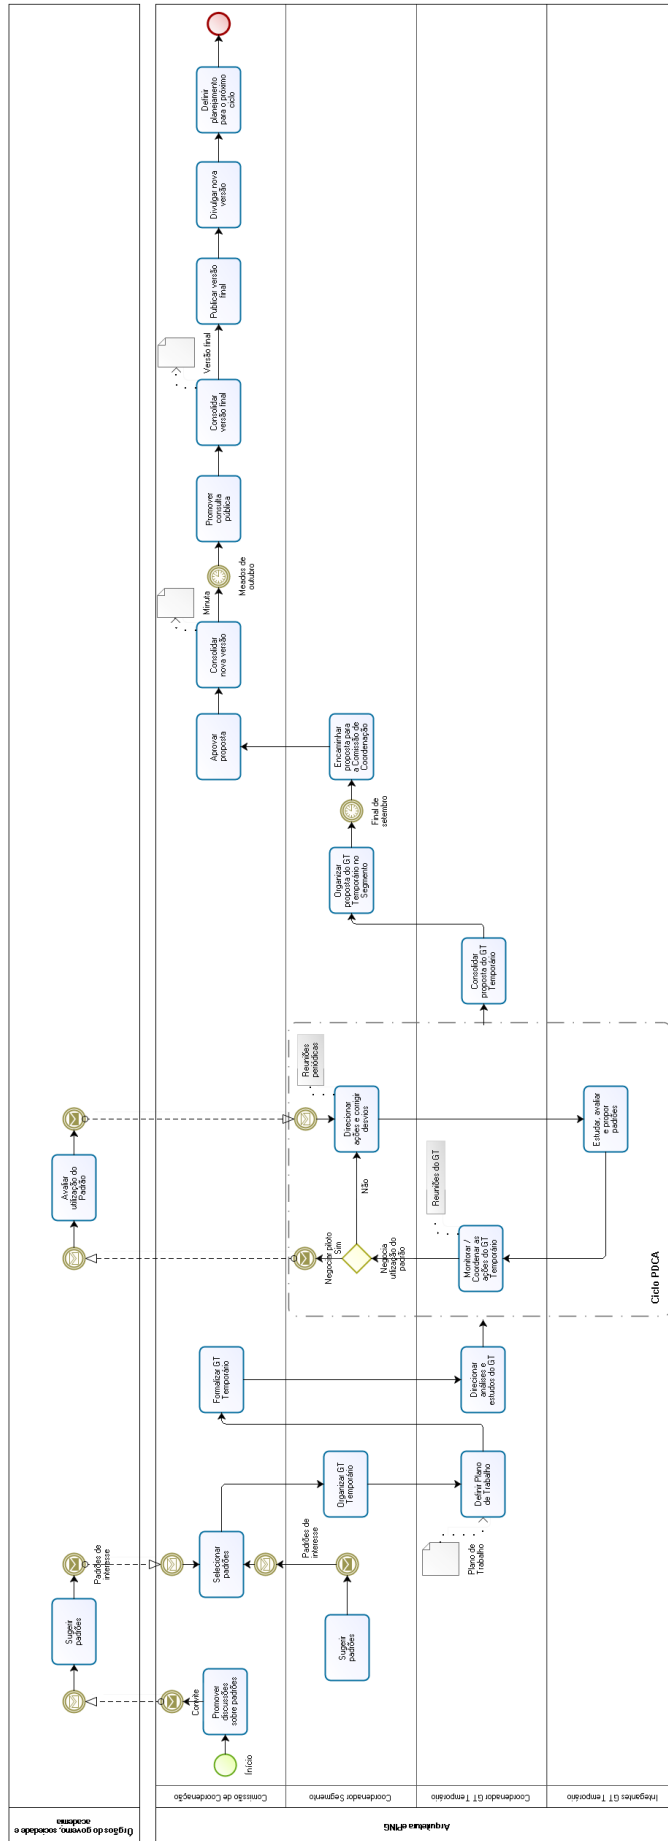 Órgãos do governo, sociedade e
academia
Sugerir
padrões
Padrões de
interesse
Avaliar
utilização do
Padrão
Arquitetura ePING
Comissão de Coordenação
Início
Promover
discussões
sobre padrões
Convite
Selecionar
padrões
Formalizar GT
Temporário
Aprovar
proposta
Consolidar
nova versão
Minuta
Meados de
outubro
Promover
consulta
pública
Consolidar
versão final
Versão final
Publicar versão
final
Divulgar nova
versão
Definir
planejamento
para o próximo
ciclo
Coordenador Segmento
Sugerir
padrões
Padrões de
interesse
Organizar GT
Temporário
Negociar piloto
Sim
Negocia
utilização do
padrão
Não
Direcionar
ações e corrigir
desvios
Reuniões
periódicas
Organizar
proposta do GT
Temporário no
Segmento
Final de
setembro
Encaminhar
proposta para
a Comissão de
Coordenação
Coordenador GT Temporário
Plano de
Trabalho
Definir Plano
de Trabalho
Direcionar
análises e
estudos do GT
Monitorar /
Coordenar as
ações do GT
Temporário
Reuniões do GT
Consolidar
proposta do GT
Temporário
Integrantes GT Temporário
Estudar, avaliar
e propor
padrões
Ciclo PDCA